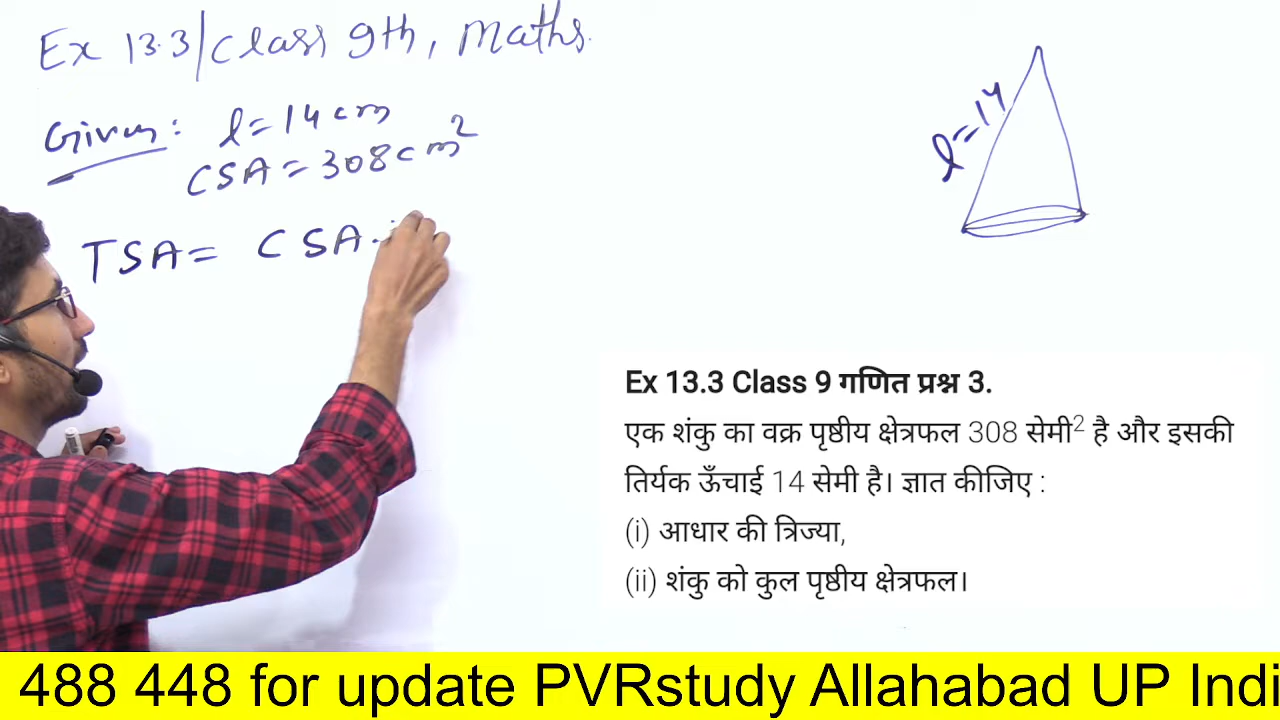 Ex 13.3/Class 9th, Maths.
Given: l = 14 cm
CSA = 308 cm²
TSA = CSA
l = 14
Ex 13.3 Class 9 गणित प्रश्न 3.
एक शंकु का वक्र पृष्ठीय क्षेत्रफल 308 सेमी² है और इसकी
तिर्यक ऊँचाई 14 सेमी है। ज्ञात कीजिए :
(i) आधार की त्रिज्या,
(ii) शंकु को कुल पृष्ठीय क्षेत्रफल।
488 448 for update PVRstudy Allahabad UP Indi